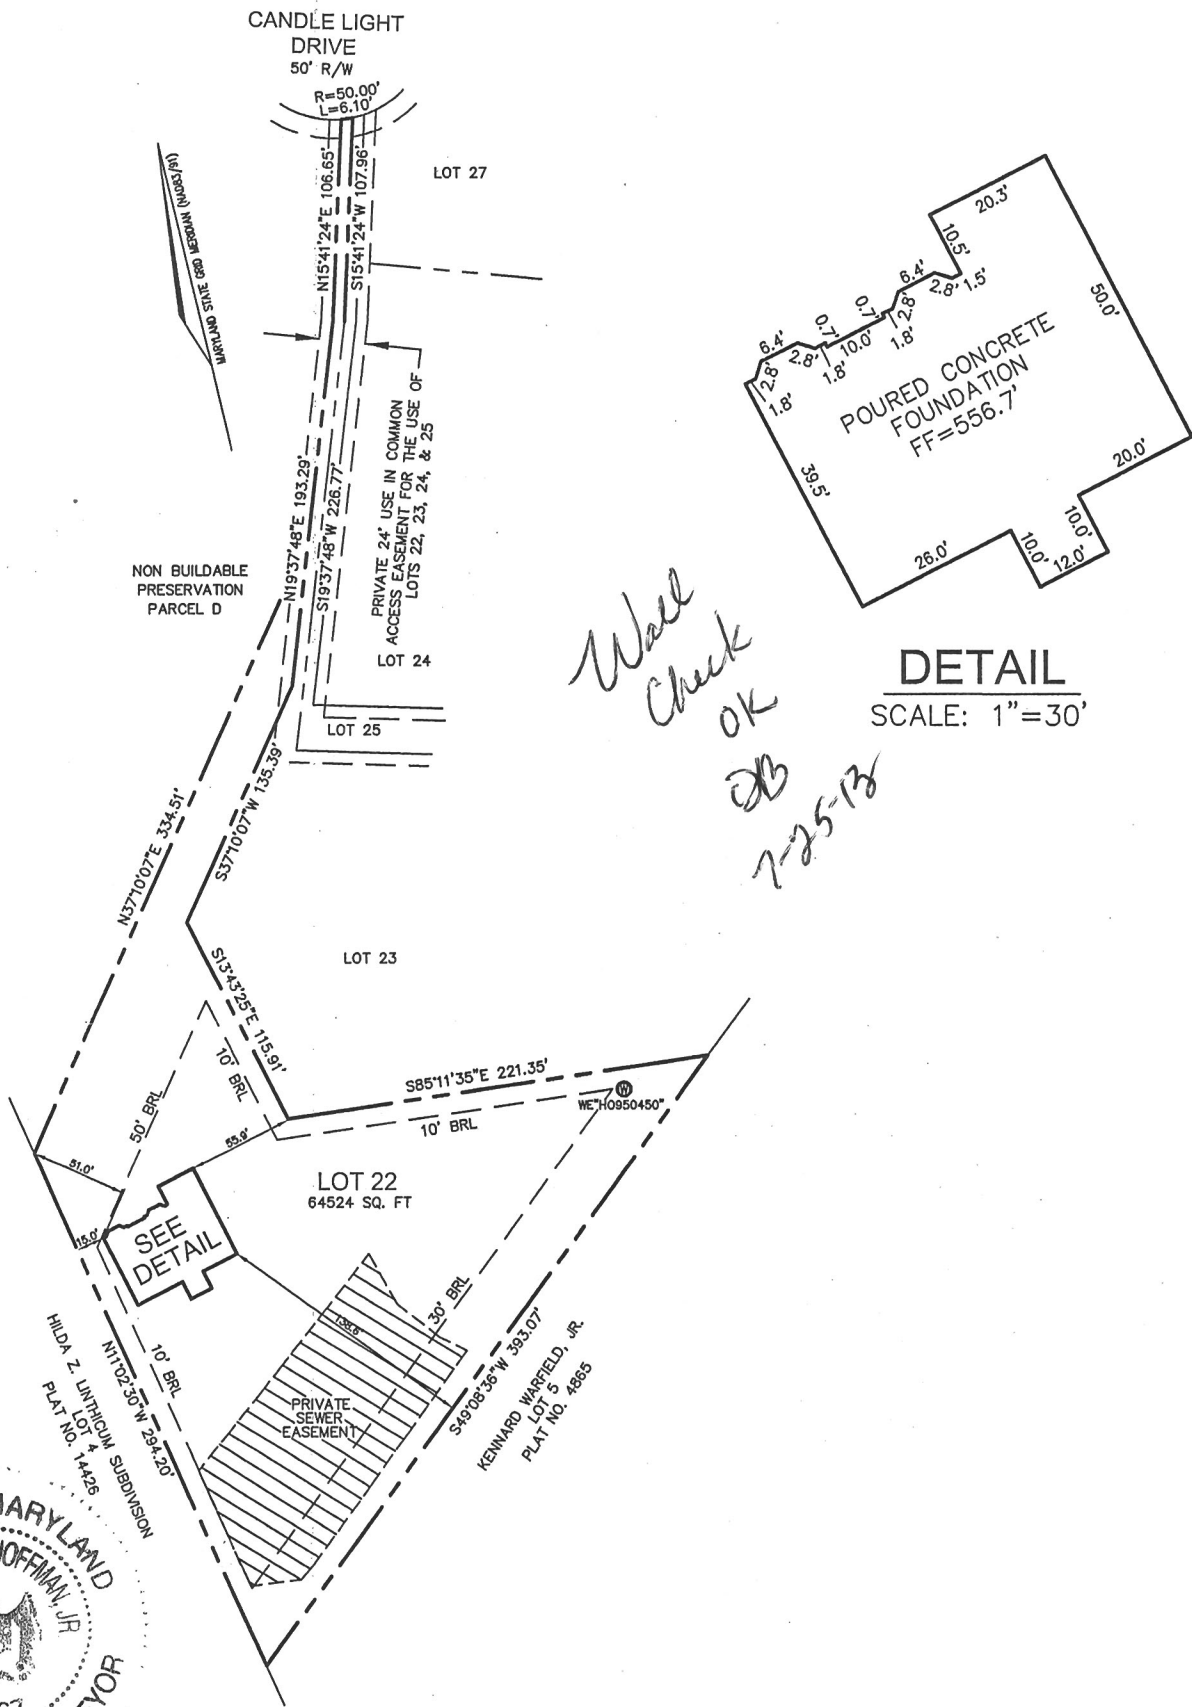 CANDLE LIGHT
DRIVE
50' R/W
R=50.00'
L=6.10'
N15°41'24"E 106.65'
S15°41'24"W 107.96'
LOT 27
MARYLAND STATE GRID MERIDIAN (NAD83/91)
N19°37'48"E 193.29'
S19°37'48"W 226.77'
PRIVATE 24' USE IN COMMON
ACCESS EASEMENT FOR THE USE OF
LOTS 22, 23, 24, & 25
NON BUILDABLE
PRESERVATION
PARCEL D
LOT 24
LOT 25
20.3'
10.5'
1.5'
2.8'
6.4'
2.8'
1.8'
0.7'
10.0'
0.7'
1.8'
2.8'
6.4'
2.8'
1.8'
50.0'
POURED CONCRETE
FOUNDATION
FF=556.7'
39.5'
26.0'
10.0'
12.0'
10.0'
20.0'
DETAIL
SCALE: 1"=30'
Wall
Check
OK
7-25-13
N37°10'07"E 334.51'
S37°10'07"W 135.39'
LOT 23
S13°43'25"E 115.91'
10' BRL
50' BRL
S85°11'35"E 221.35'
10' BRL
WE"HO950450"
W
55.9'
51.0'
15.0'
LOT 22
64524 SQ. FT
SEE
DETAIL
138.6'
30' BRL
S49°08'36"W 393.07'
KENNARD WARFIELD, JR.
LOT 5
PLAT NO. 4865
PRIVATE
SEWER
EASEMENT
10' BRL
N11°02'30"W 294.20'
HILDA Z. LINTHICUM SUBDIVISION
LOT 4
PLAT NO. 14426
MARYLAND
HOFFMAN, JR
YOR